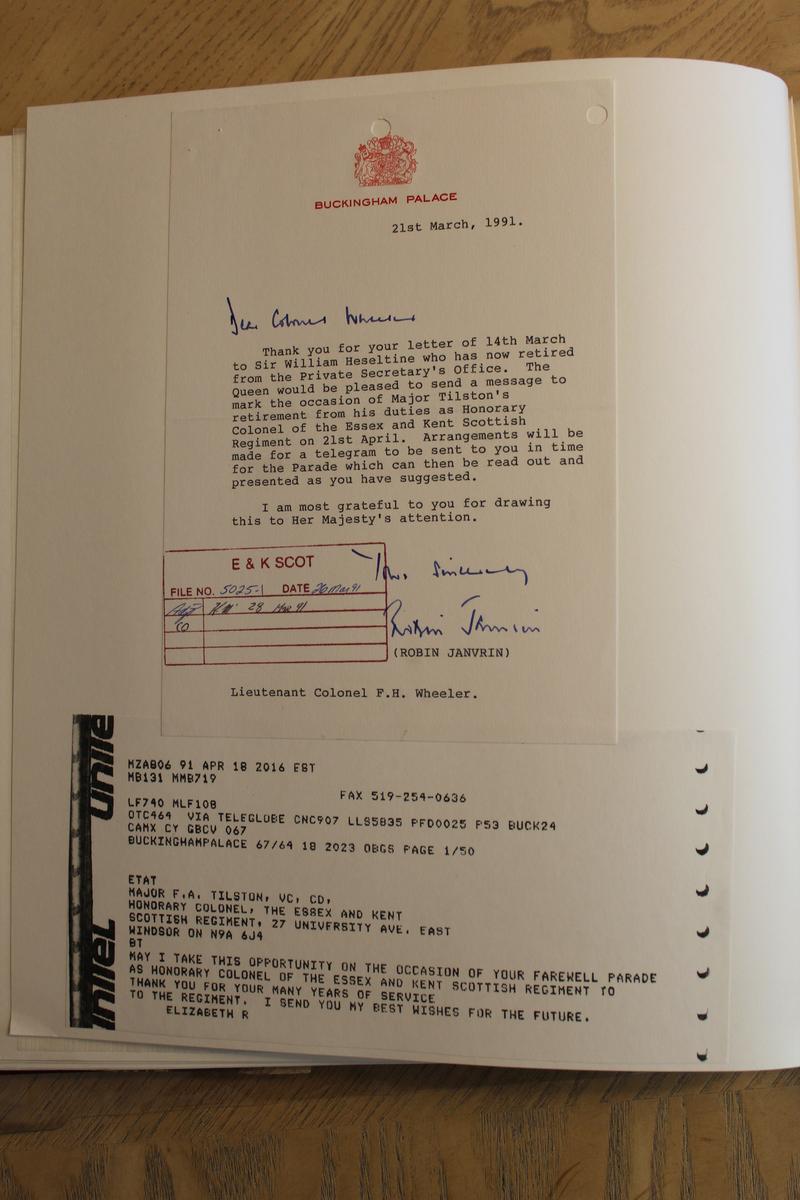 BUCKINGHAM PALACE
21st March, 1991.
Dear Colonel Wheeler
Thank you for your letter of 14th March
to Sir William Heseltine who has now retired
from the Private Secretary's Office. The
Queen would be pleased to send a message to
mark the occasion of Major Tilston's
retirement from his duties as Honorary
Colonel of the Essex and Kent Scottish
Regiment on 21st April. Arrangements will be
made for a telegram to be sent to you in time
for the Parade which can then be read out and
presented as you have suggested.
I am most grateful to you for drawing
this to Her Majesty's attention.
Yours Sincerely
Robin Janvrin
(ROBIN JANVRIN)
E & K SCOT
FILE NO. 5025-1 DATE 26 Mar 91
28 Mar 91
CO
Lieutenant Colonel F.H. Wheeler.
Unitel
Unitel
MZA806 91 APR 18 2016 EST
MB131 MMB719
FAX 519-254-0636
LF740 MLF108
OTC464 VIA TELEGLOBE CNC907 LLS5835 PFD0025 P53 BUCK24
CAMX CY GBCV 067
BUCKINGHAMPALACE 67/64 18 2023 OBGS PAGE 1/50
ETAT
MAJOR F.A. TILSTON, VC, CD,
HONORARY COLONEL, THE ESSEX AND KENT
SCOTTISH REGIMENT, 27 UNIVERSITY AVE. EAST
WINDSOR ON N9A 6J4
BT
MAY I TAKE THIS OPPORTUNITY ON THE OCCASION OF YOUR FAREWELL PARADE
AS HONORARY COLONEL OF THE ESSEX AND KENT SCOTTISH REGIMENT TO
THANK YOU FOR YOUR MANY YEARS OF SERVICE
TO THE REGIMENT. I SEND YOU MY BEST WISHES FOR THE FUTURE.
ELIZABETH R